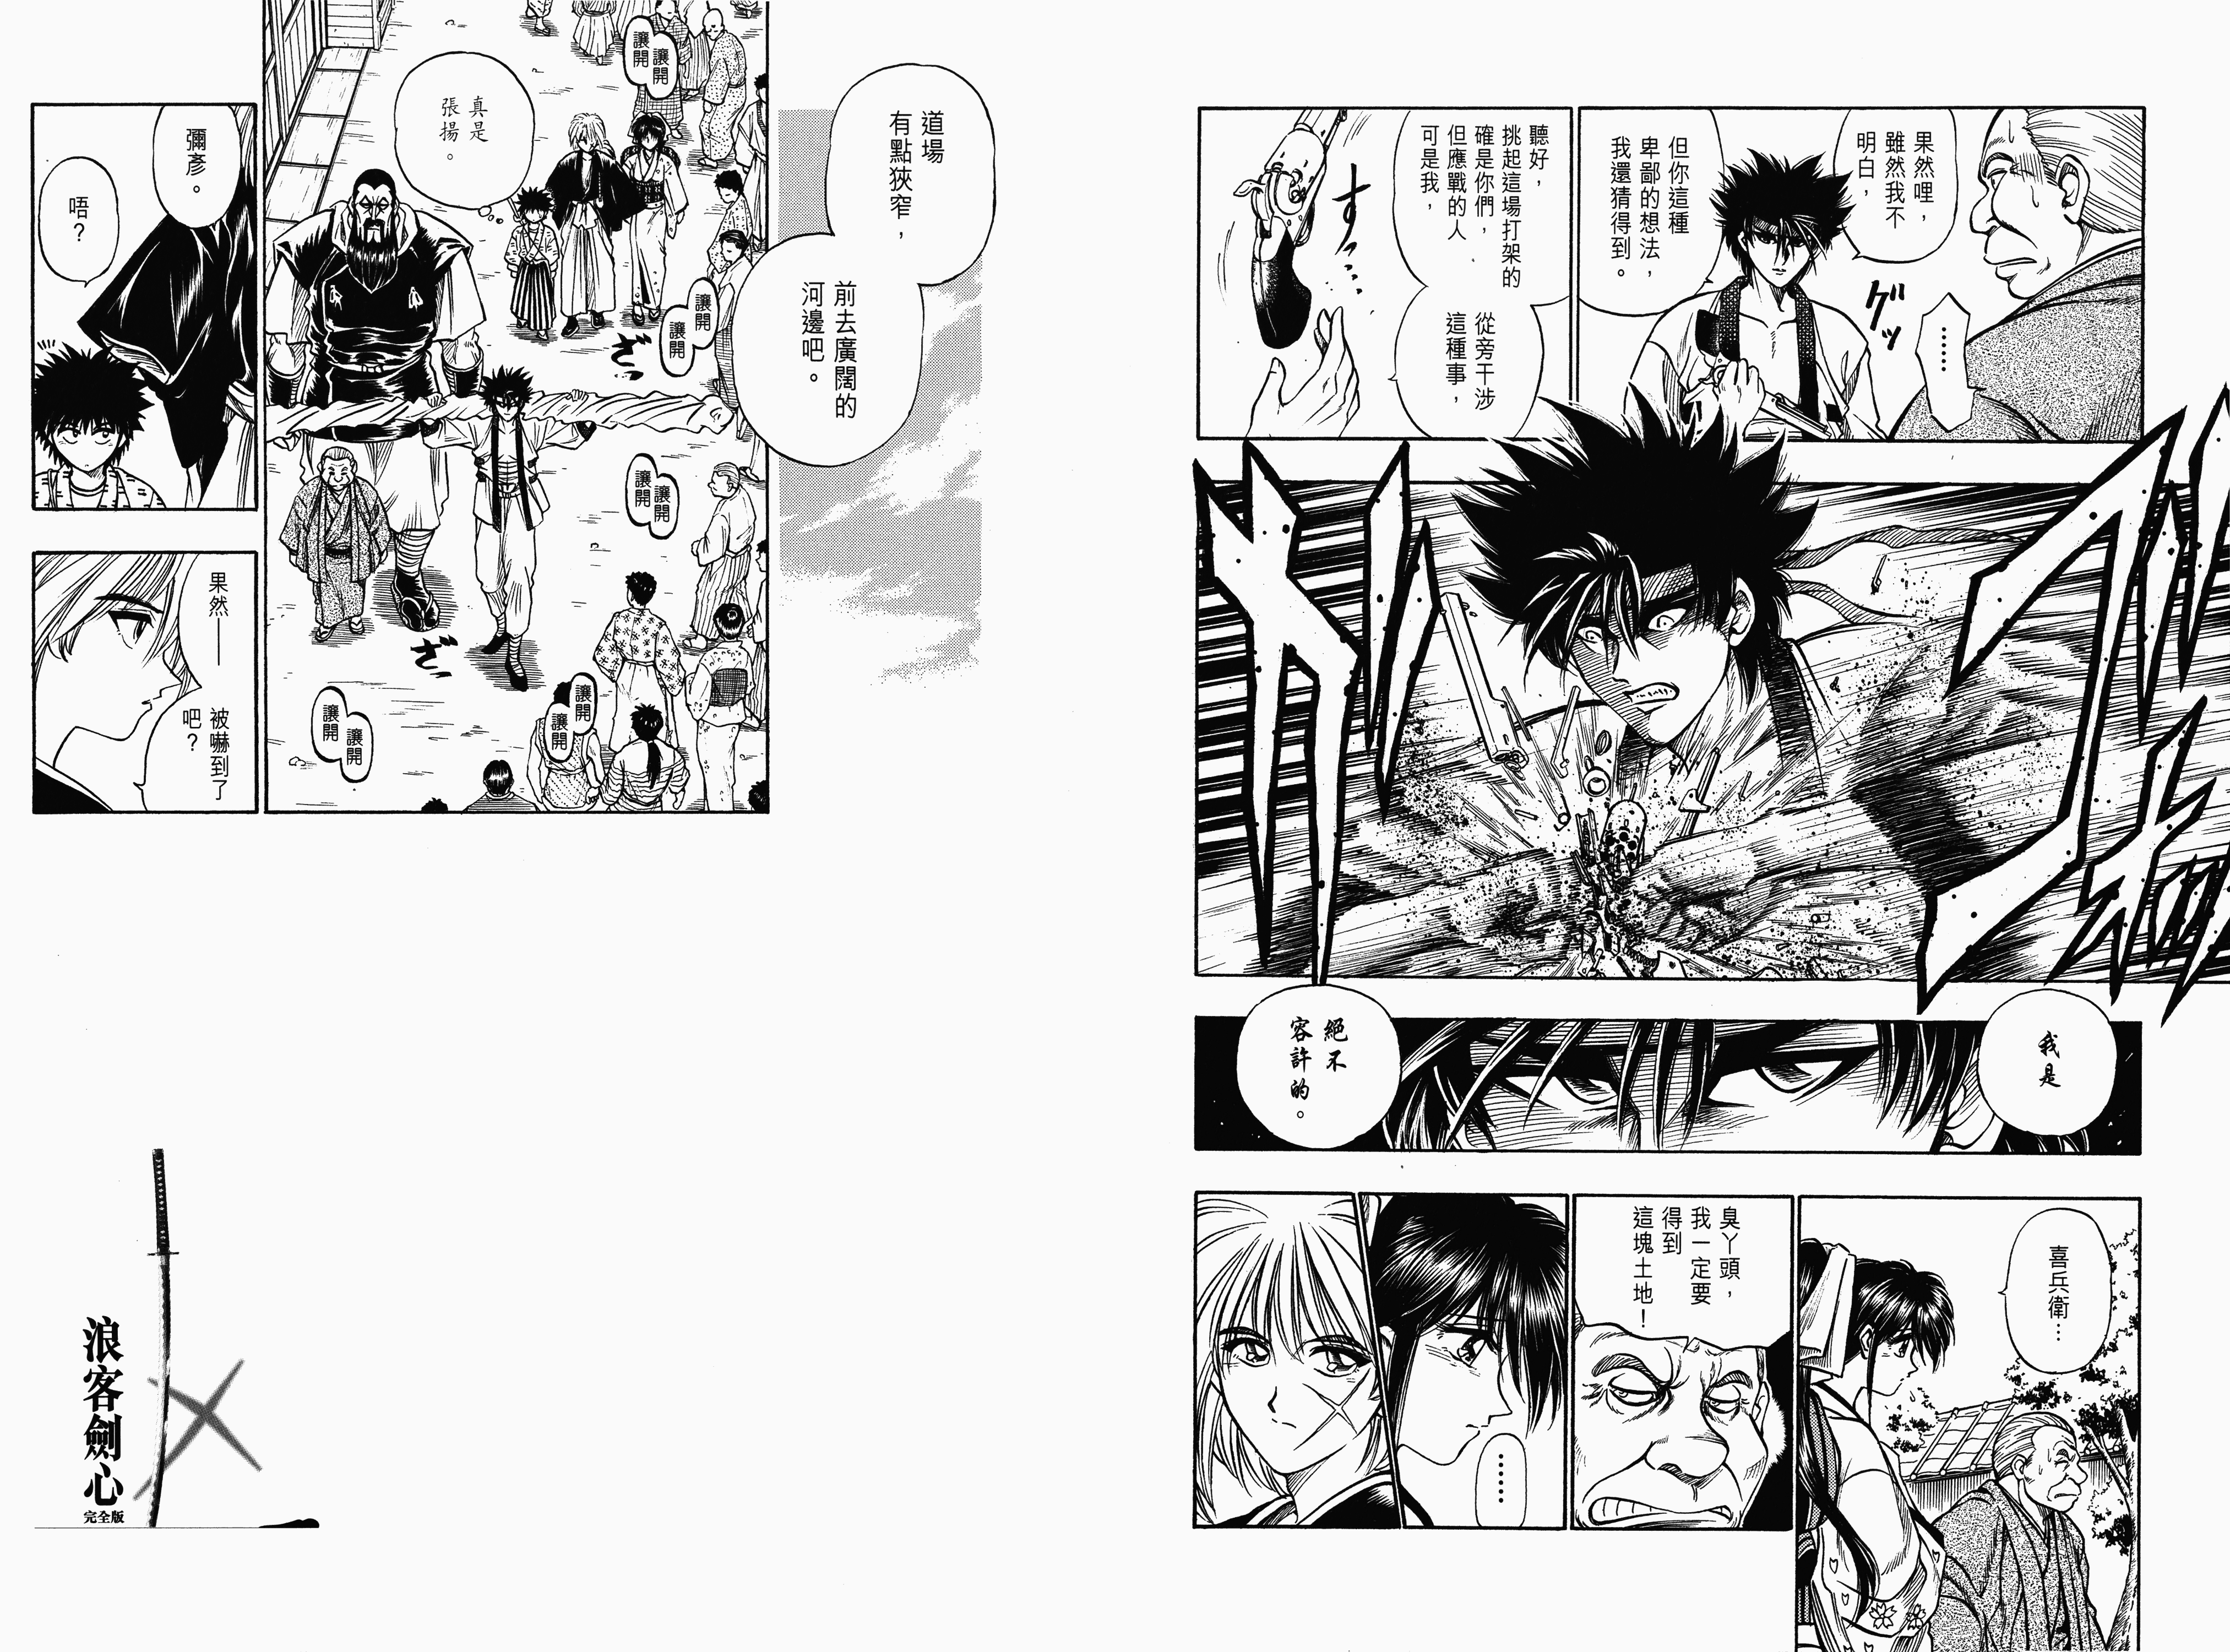 果然哩，
雖然我不
明白，
但你這種
卑鄙的想法，
我還猜得到。
……
ゲッ
聽好，
挑起這場打架的
確是你們，
但應戰的人
可是我，
從旁干涉
這種事，
すっ…
我是
絕不
容許的。
喜兵衛…
臭丫頭，
我一定要
得到
這塊土地！
……
道場
有點狹窄，
前去廣闊的
河邊吧。
真是
張揚。
讓開
讓開
讓開
讓開
讓開
讓開
讓開
讓開
讓開
讓開
ざっ
ざっ
彌彥。
唔？
果然——
被嚇到了
吧？
浪客劍心
完全版